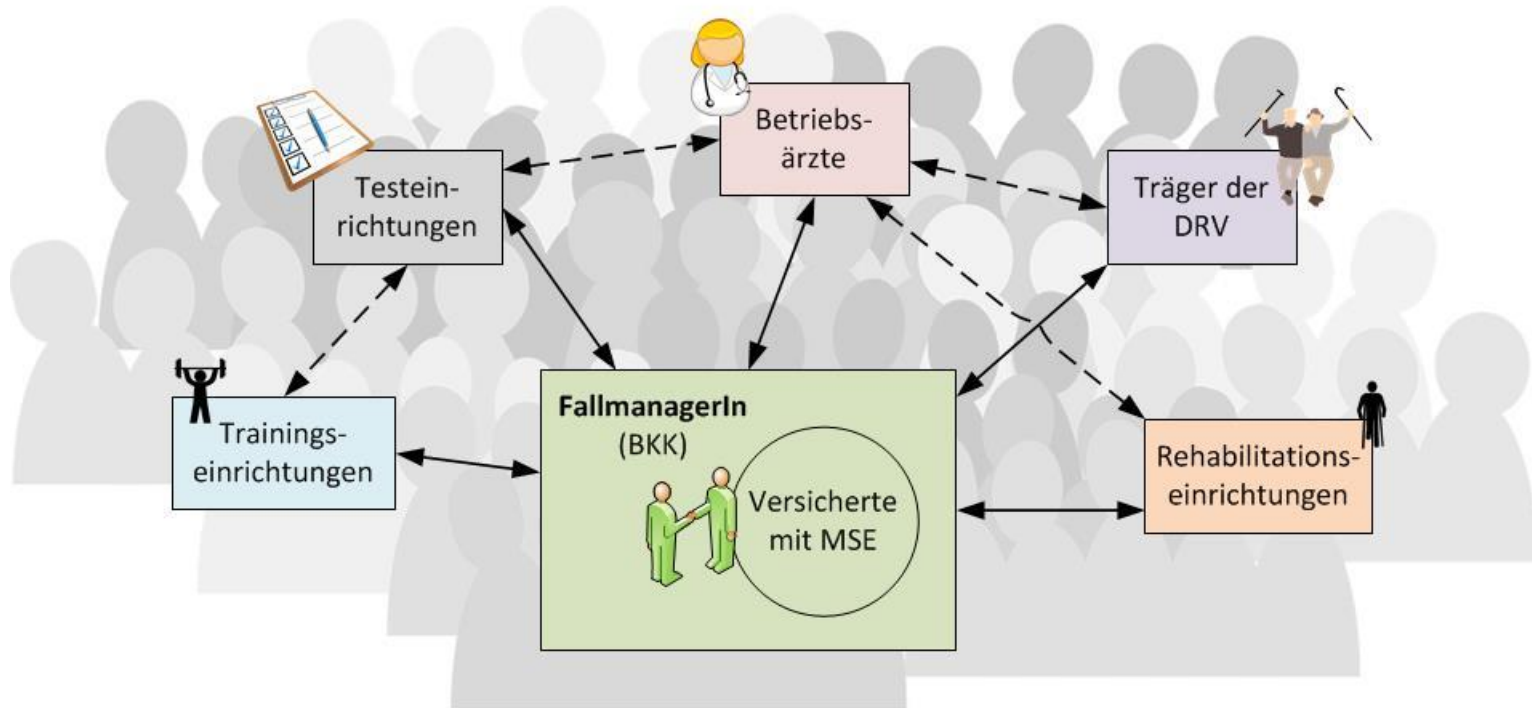 Betriebs-
ärzte
Testein-
richtungen
Träger der
DRV
FallmanagerIn
(BKK)
Versicherte
mit MSE
Trainings-
einrichtungen
Rehabilitations-
einrichtungen